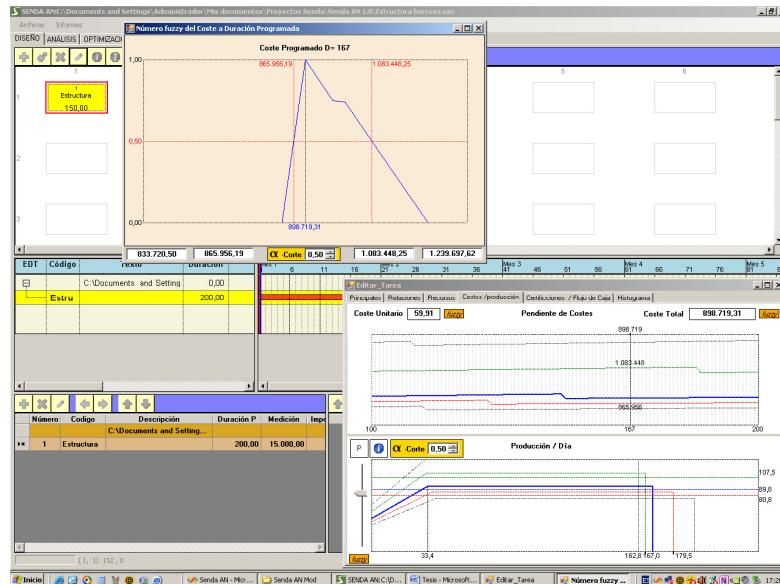 SENDA AN:C:\Documents and Settings\Administrador\Mis documentos\Proyectos Senda\Senda AN 1.0\Estructura borrosa.san
Archivos Informes
DISEÑO ANÁLISIS OPTIMIZACI
Número fuzzy del Coste a Duración Programada
Coste Programado D= 167
1,00
865.956,19
1.083.448,25
0,50
0,00
898.719,31
833.720,50 865.956,19 α -Corte 0,50 1.083.448,25 1.239.697,62
1 5 6
1
1
Estructura
150,00
2
3
EDT Código Texto Duración
Mes 2 Mes 3 Mes 4 Mes 5
1 6 11 16 21 26 31 36 41 46 51 56 61 66 71 76 81
C:\Documents and Setting 0,00
Estru 200,00
Editar_Tarea
Principales Relaciones Recursos Costos /producción Certificciones / Flujo de Caja Histograma
Coste Unitario 59,91 fuzzy Pendiente de Costes Coste Total 898.719,31 fuzzy
898.719
1.083.448
865.956
100 167 200
P α -Corte 0,50 Producción / Día
107,5
89,8
80,8
33,4 162,8 167,0 179,5
fuzzy
Número Codigo Descripción Duración P Medición Impo
C:\Documents and Setting...
1 Estructura 200,00 15.000,00
(1, 1) 152,0
Inicio Senda AN - Micr... Senda AN Mod SENDA AN:C:\D... Tesis - Microsoft... Editar_Tarea Número fuzzy ...